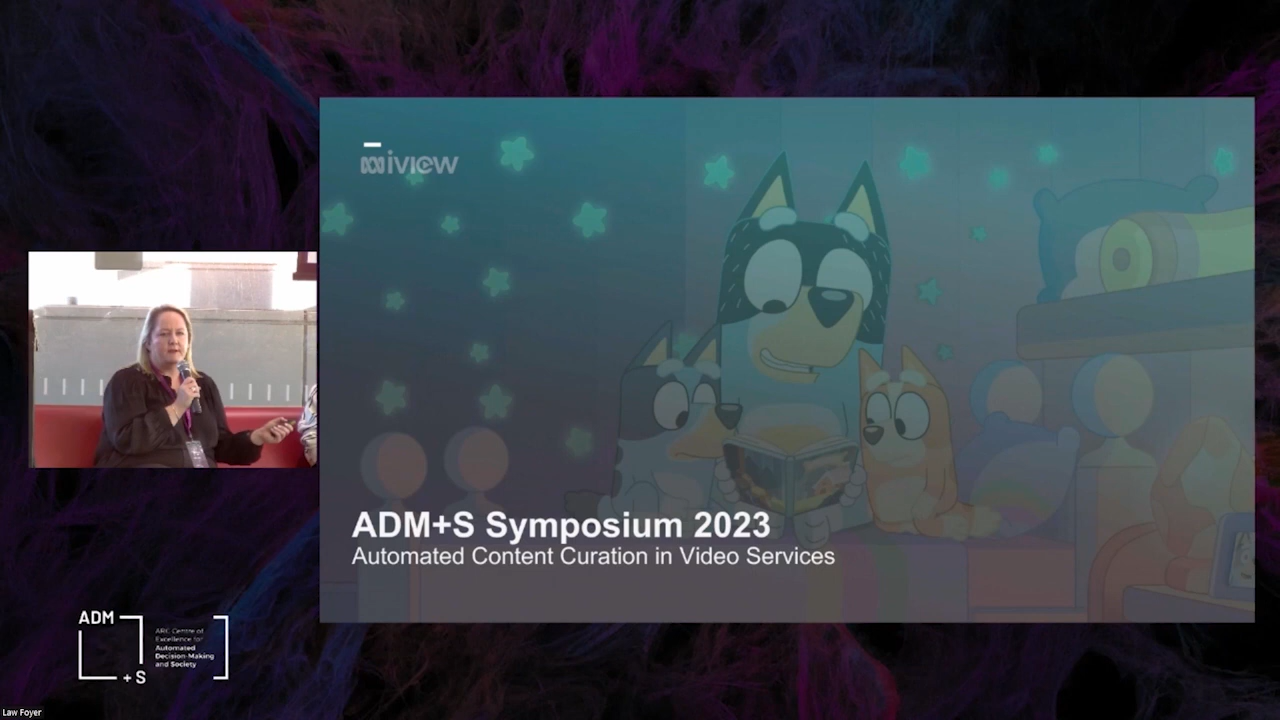 iview
ADM+S Symposium 2023
Automated Content Curation in Video Services
ADM
+ S
ARC Centre of
Excellence for
Automated
Decision-Making
and Society
Law Foyer